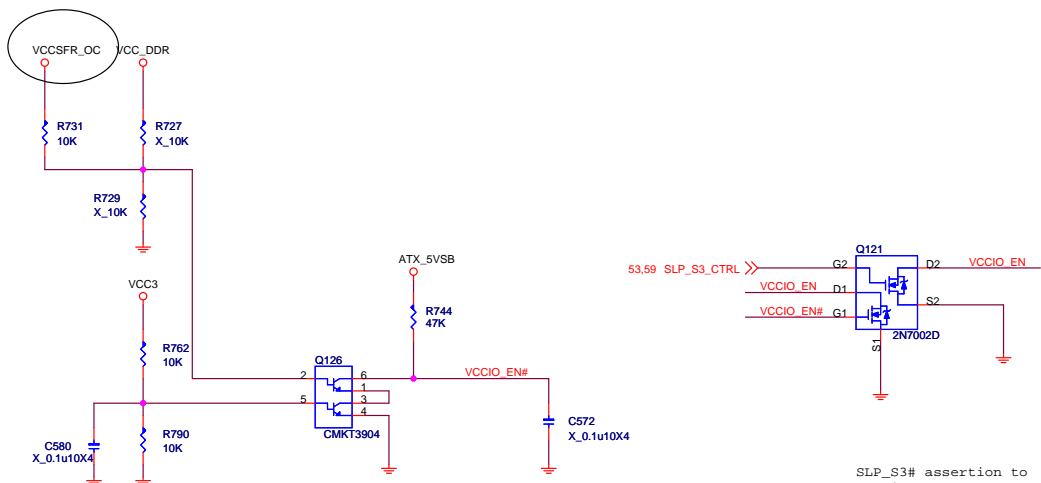 VCCSFR_OC
VCC_DDR
R731
10K
R727
X_10K
R729
X_10K
ATX_5VSB
VCC3
R744
47K
R762
10K
Q126
2
6
1
5
3
4
CMKT3904
VCCIO_EN#
C580
X_0.1u10X4
R790
10K
C572
X_0.1u10X4
Q121
53,59 SLP_S3_CTRL
G2
D2
VCCIO_EN
VCCIO_EN
D1
VCCIO_EN#
G1
S2
S1
2N7002D
SLP_S3# assertion to